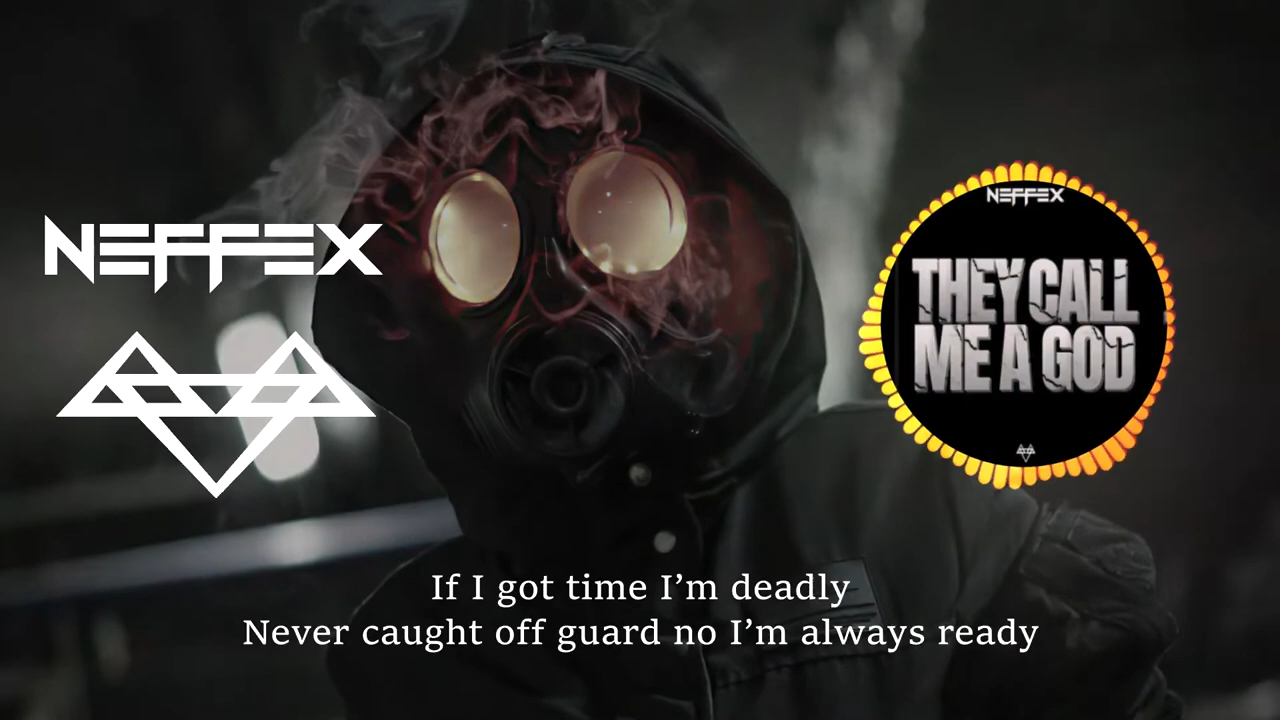 NEFFEX
NEFFEX
THEY CALL
ME A GOD
If I got time I’m deadly
Never caught off guard no I’m always ready